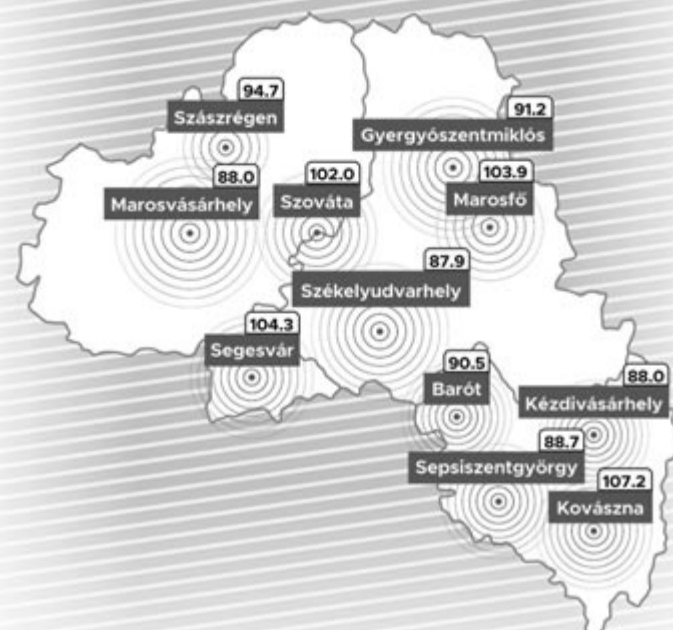 94.7
Szászrégen
91.2
Gyergyószentmiklós
88.0
Marosvásárhely
102.0
Szováta
103.9
Marosfő
87.9
Székelyudvarhely
104.3
Segesvár
90.5
Barót
88.0
Kézdivásárhely
88.7
Sepsiszentgyörgy
107.2
Kovászna